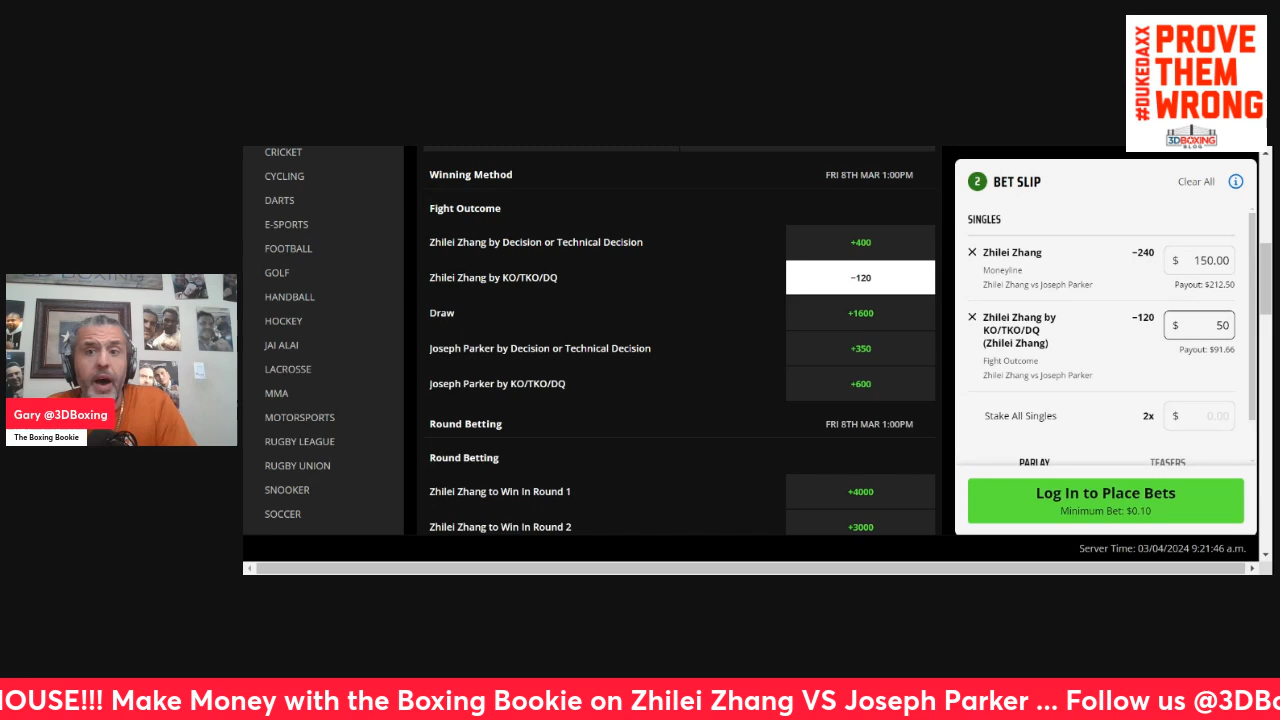 #DUKEDAXX
PROVE
THEM
WRONG
3DBOXING
BLOG
CRICKET
CYCLING
DARTS
E-SPORTS
FOOTBALL
GOLF
HANDBALL
HOCKEY
JAI ALAI
LACROSSE
MMA
MOTORSPORTS
RUGBY LEAGUE
RUGBY UNION
SNOOKER
SOCCER
Winning Method FRI 8TH MAR 1:00PM
Fight Outcome
Zhilei Zhang by Decision or Technical Decision +400
Zhilei Zhang by KO/TKO/DQ −120
Draw +1600
Joseph Parker by Decision or Technical Decision +350
Joseph Parker by KO/TKO/DQ +600
Round Betting FRI 8TH MAR 1:00PM
Round Betting
Zhilei Zhang to Win In Round 1 +4000
Zhilei Zhang to Win In Round 2 +3000
2 BET SLIP Clear All
SINGLES
Zhilei Zhang −240 $ 150.00
Moneyline
Zhilei Zhang vs Joseph Parker Payout: $212.50
Zhilei Zhang by −120 $ 50
KO/TKO/DQ
(Zhilei Zhang)
Payout: $91.66
Fight Outcome
Zhilei Zhang vs Joseph Parker
Stake All Singles 2x $ 0.00
PARLAY TEASERS
Log In to Place Bets
Minimum Bet: $0.10
Server Time: 03/04/2024 9:21:46 a.m.
3D BOXING
Gary @3DBoxing
The Boxing Bookie
HOUSE!!! Make Money with the Boxing Bookie on Zhilei Zhang VS Joseph Parker ... Follow us @3DBo